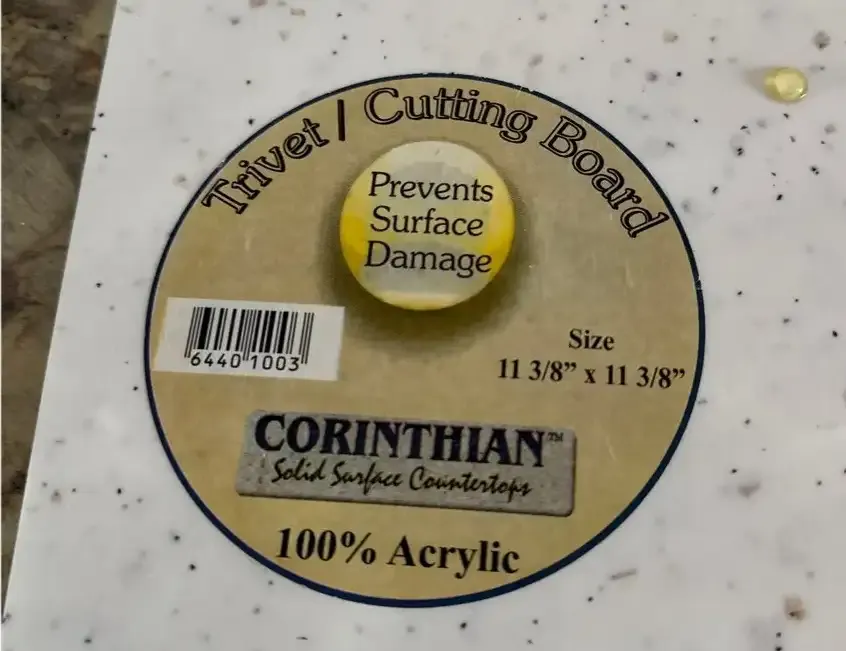 Trivet / Cutting Board
Prevents
Surface
Damage
6440 1003
Size
11 3/8” x 11 3/8”
CORINTHIAN™
Solid Surface Countertops
100% Acrylic